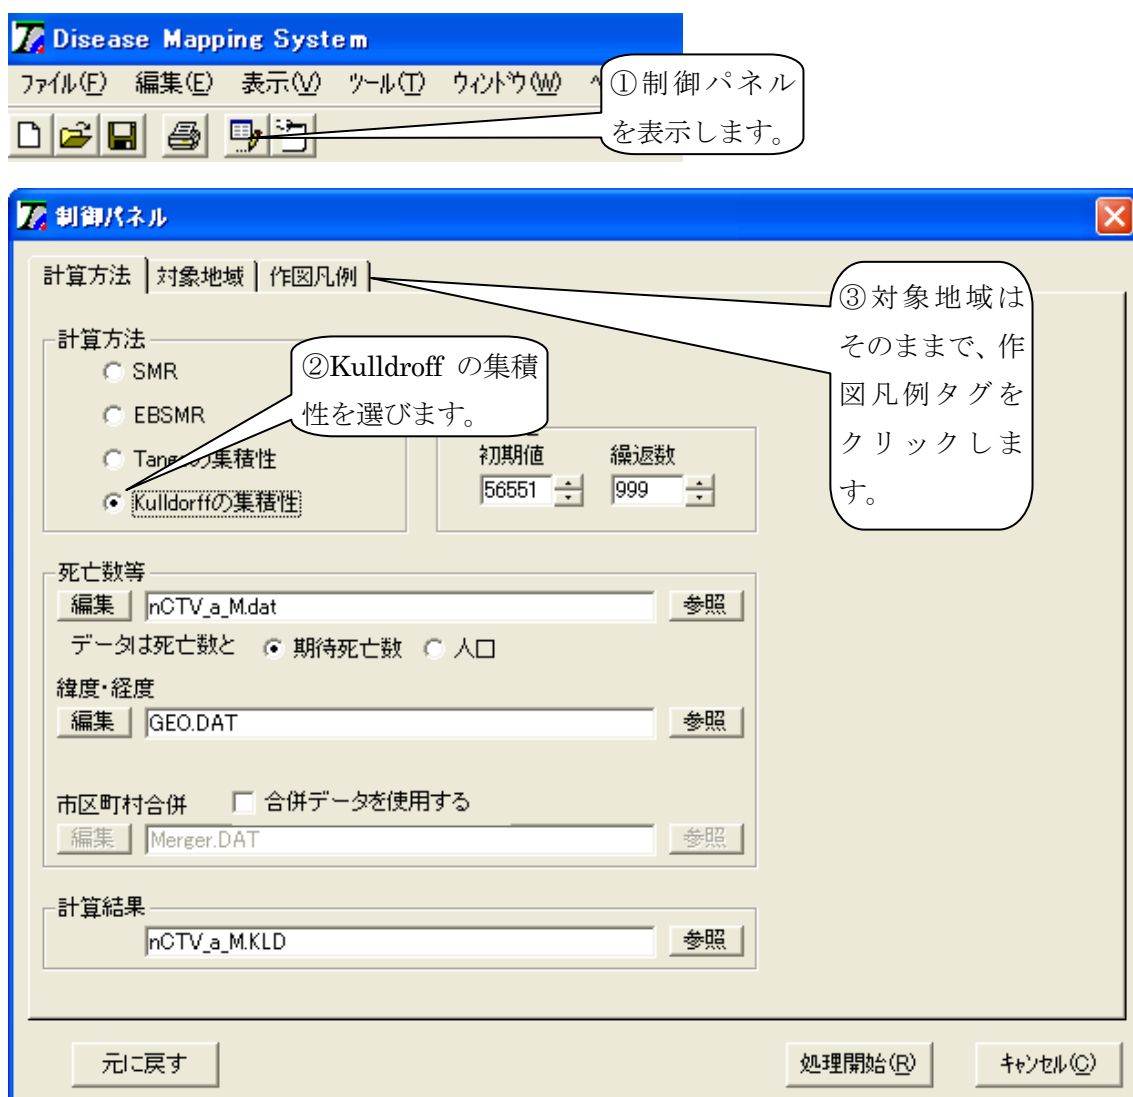 Disease Mapping System
ファイル(F) 編集(E) 表示(V) ツール(T) ウィンドウ(W)
①制御パネル
を表示します。
制御パネル
計算方法 対象地域 作図凡例
③対象地域は
そのままで、作
図凡例タグを
クリックしま
す。
計算方法
SMR
EBSMR
の集積性
Kulldorffの集積性
②Kulldroff の集積
性を選びます。
初期値 繰返数
56551 999
死亡数等
編集 nCTV_a_M.dat 参照
データは死亡数と 期待死亡数 人口
緯度・経度
編集 GEO.DAT 参照
市区町村合併 合併データを使用する
編集 Merger.DAT 参照
計算結果
nCTV_a_M.KLD 参照
元に戻す 処理開始(R) キャンセル(C)